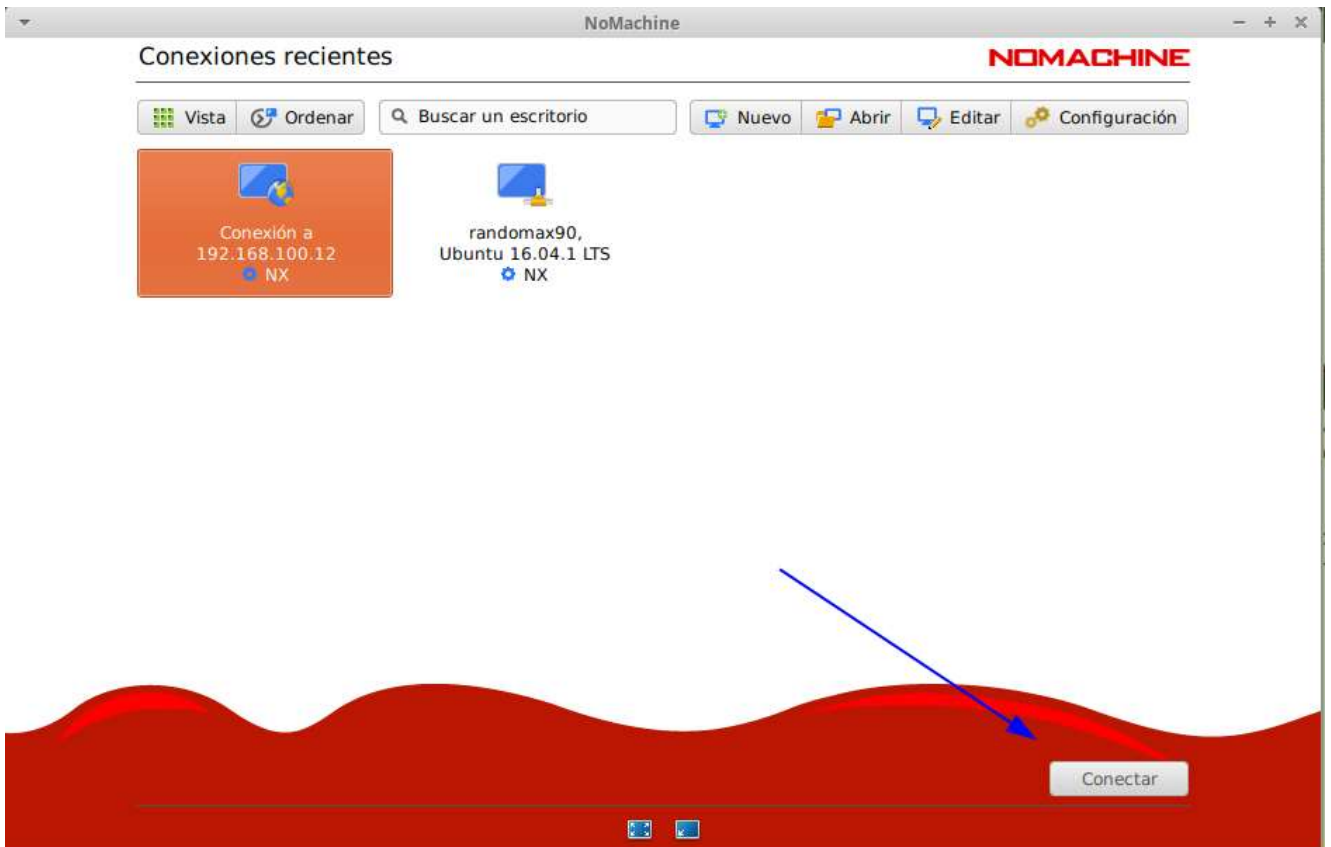 NoMachine
Conexiones recientes
NOMACHINE
Vista
Ordenar
Buscar un escritorio
Nuevo
Abrir
Editar
Configuración
Conexión a
192.168.100.12
NX
randomax90,
Ubuntu 16.04.1 LTS
NX
Conectar